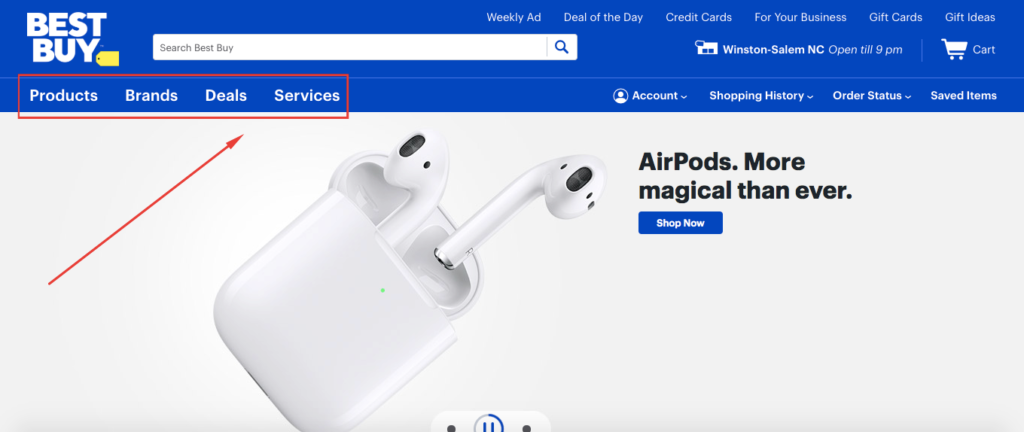 BEST BUY
Weekly Ad Deal of the Day Credit Cards For Your Business Gift Cards Gift Ideas
Search Best Buy
Winston-Salem NC Open till 9 pm
Cart
Products Brands Deals Services
Account Shopping History Order Status Saved Items
AirPods. More
magical than ever.
Shop Now